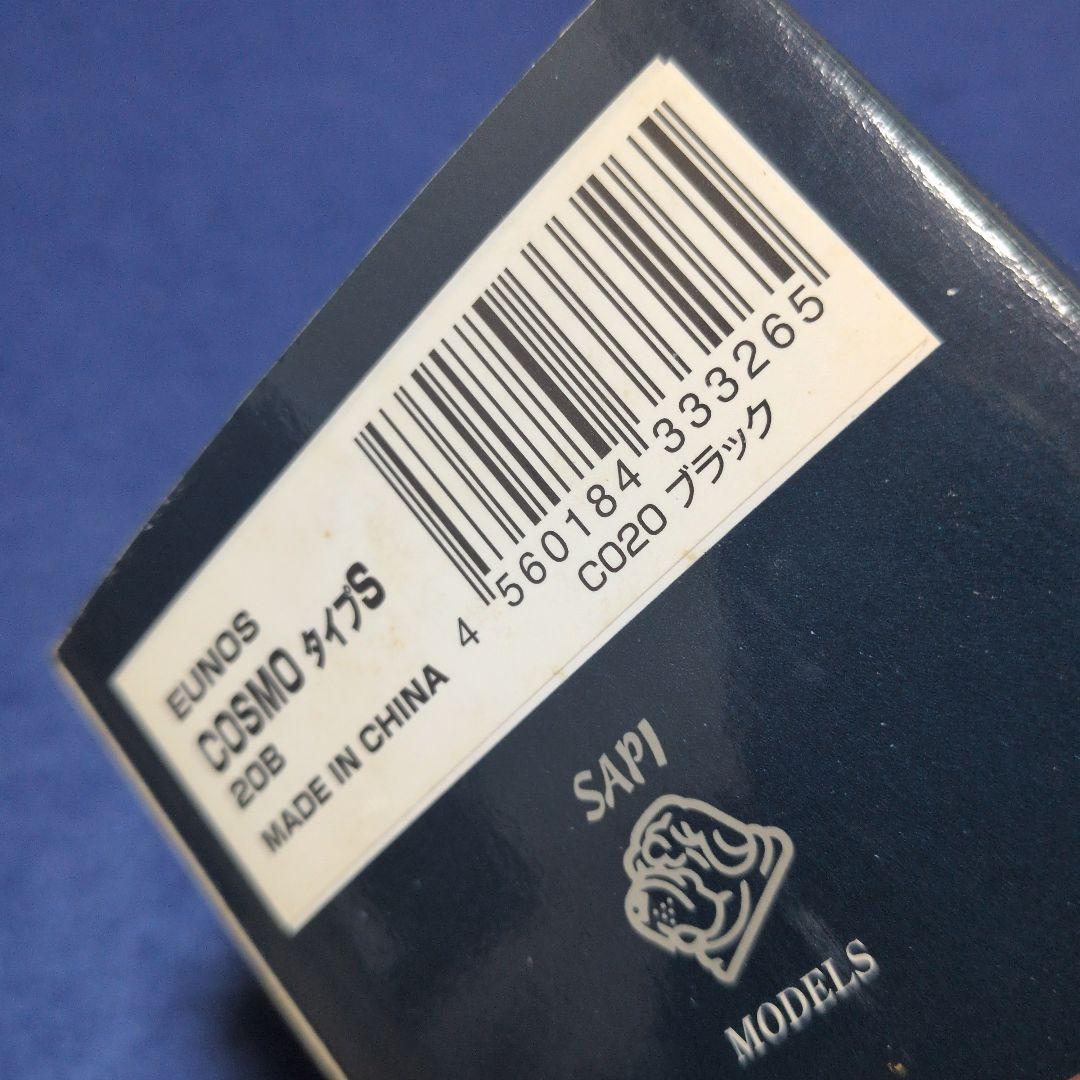 EUNOS
COSMO タイプS
20B
MADE IN CHINA
4 560184 333265
C020 ブラック
SAPI
MODELS